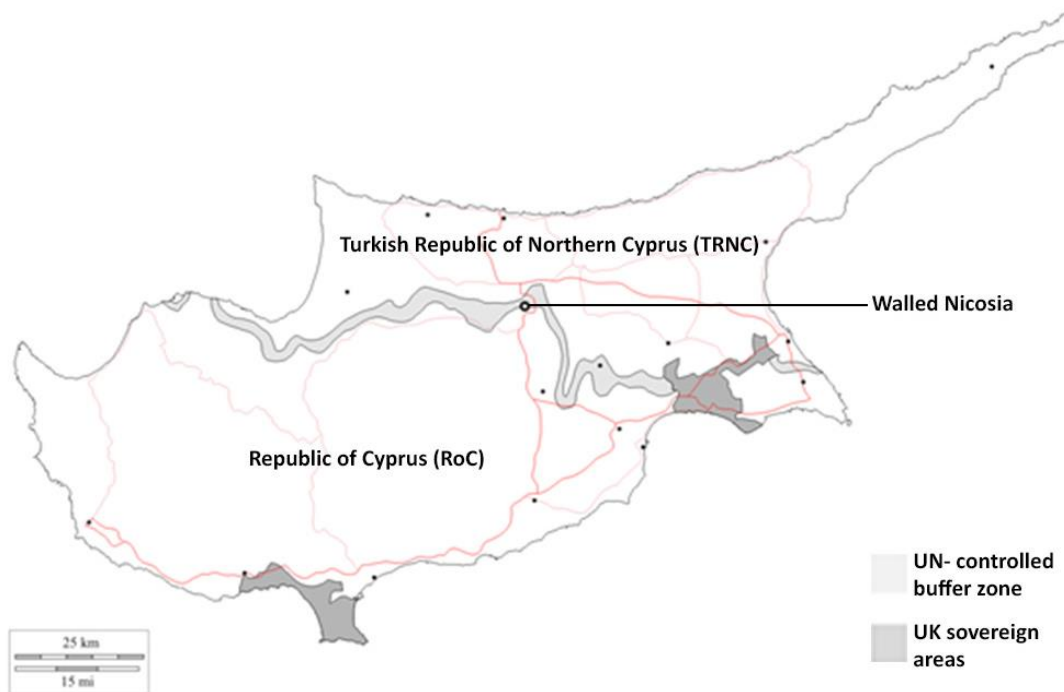 Turkish Republic of Northern Cyprus (TRNC)
Walled Nicosia
Republic of Cyprus (RoC)
UN- controlled
buffer zone
UK sovereign
areas
25 km
15 mi